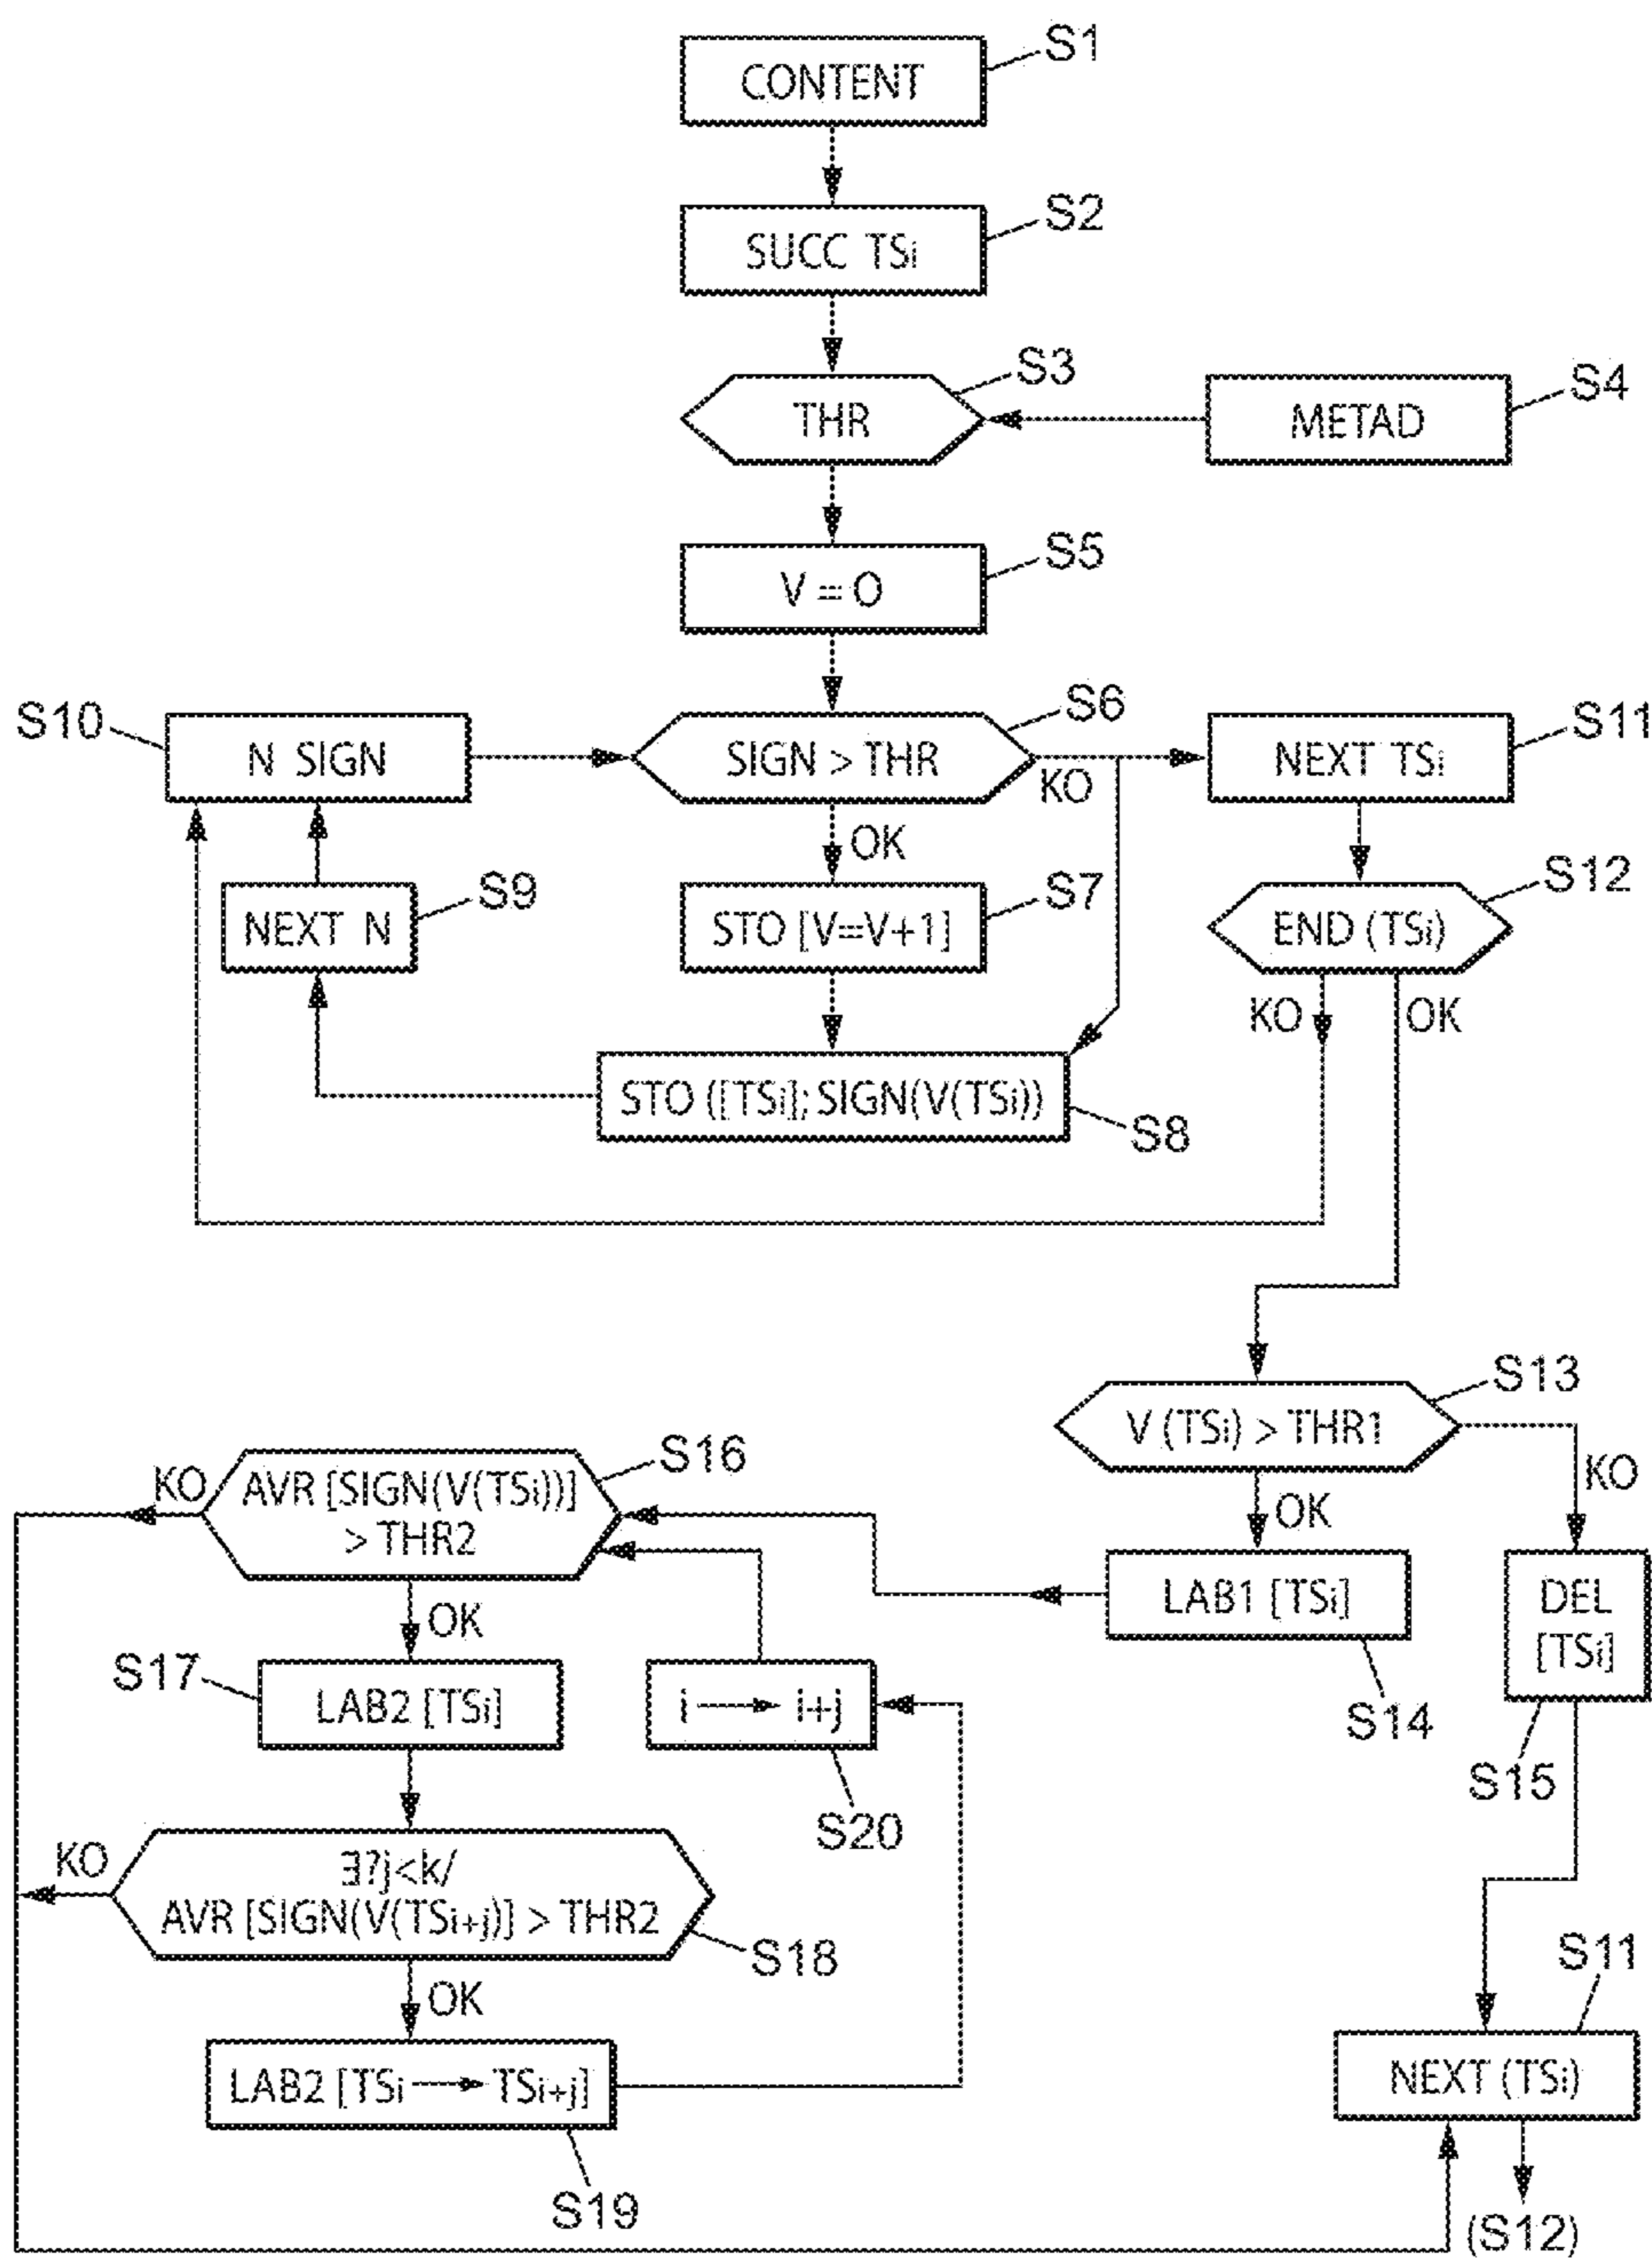 S1
CONTENT
S2
SUCC TSi
S3
THR
S4
METAD
S5
V = O
S10
N SIGN
S6
SIGN > THR
KO
S11
NEXT TSi
OK
S9
NEXT N
S7
STO [V=V+1]
S12
END (TSi)
KO
OK
STO ([TSi]; SIGN(V(TSi))
S8
S13
V (TSi) > THR1
KO
OK
S16
KO
AVR [SIGN(V(TSi))]
> THR2
OK
LAB1 [TSi]
S14
DEL
[TSi]
S15
S17
LAB2 [TSi]
i → i+j
S20
KO
∃?j<k/
AVR [SIGN(V(TSi+j)] > THR2
S18
OK
LAB2 [TSi → TSi+j]
S19
S11
NEXT (TSi)
(S12)